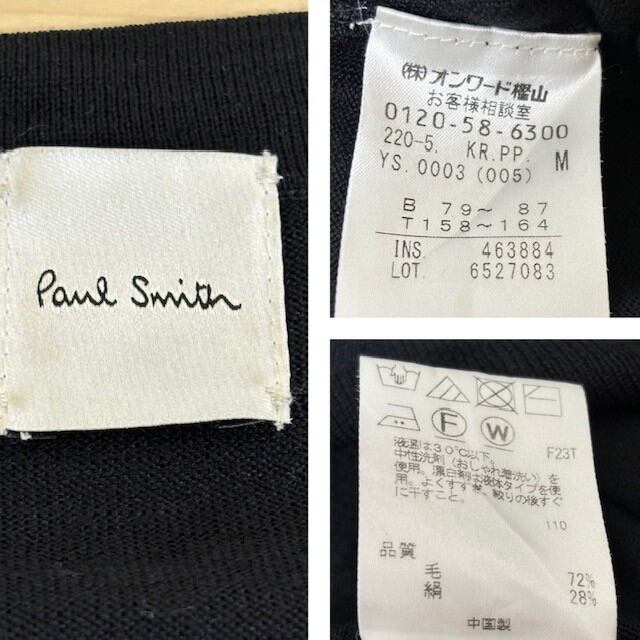 Paul Smith
(株)オンワード樫山
お客様相談室
0120-58-6300
220-5. KR.PP. M
YS.0003 (005)
B 79～ 87
T 158～164
INS. 463884
LOT. 6527083
F W
液温は30℃以下、 F23T
中性洗剤(おしゃれ着洗い)を
使用。漂白剤は液体タイプを使
用。よくすすぎ、絞りの後すぐ
に干すこと。
110
品質
毛 72%
絹 28%
中国製